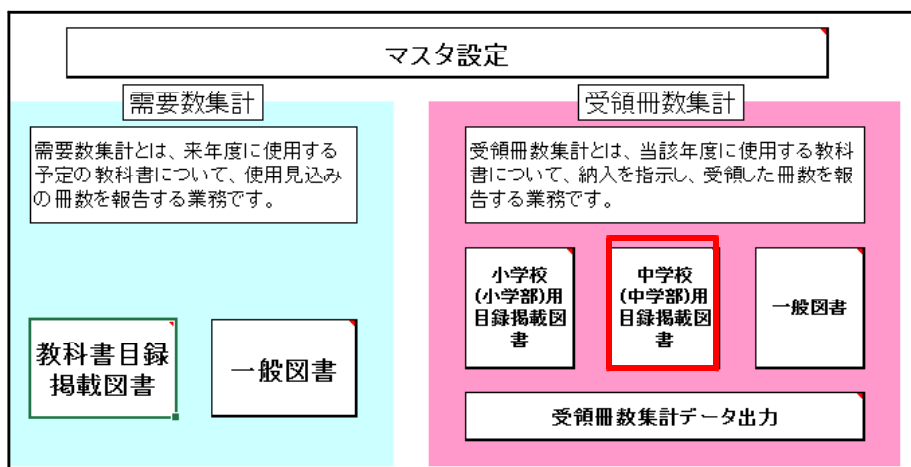 マスタ設定
需要数集計
需要数集計とは、来年度に使用する
予定の教科書について、使用見込み
の冊数を報告する業務です。
教科書目録
掲載図書
一般図書
受領冊数集計
受領冊数集計とは、当該年度に使用する教科
書について、納入を指示し、受領した冊数を報
告する業務です。
小学校
(小学部)用
目録掲載図
書
中学校
(中学部)用
目録掲載図
書
一般図書
受領冊数集計データ出力